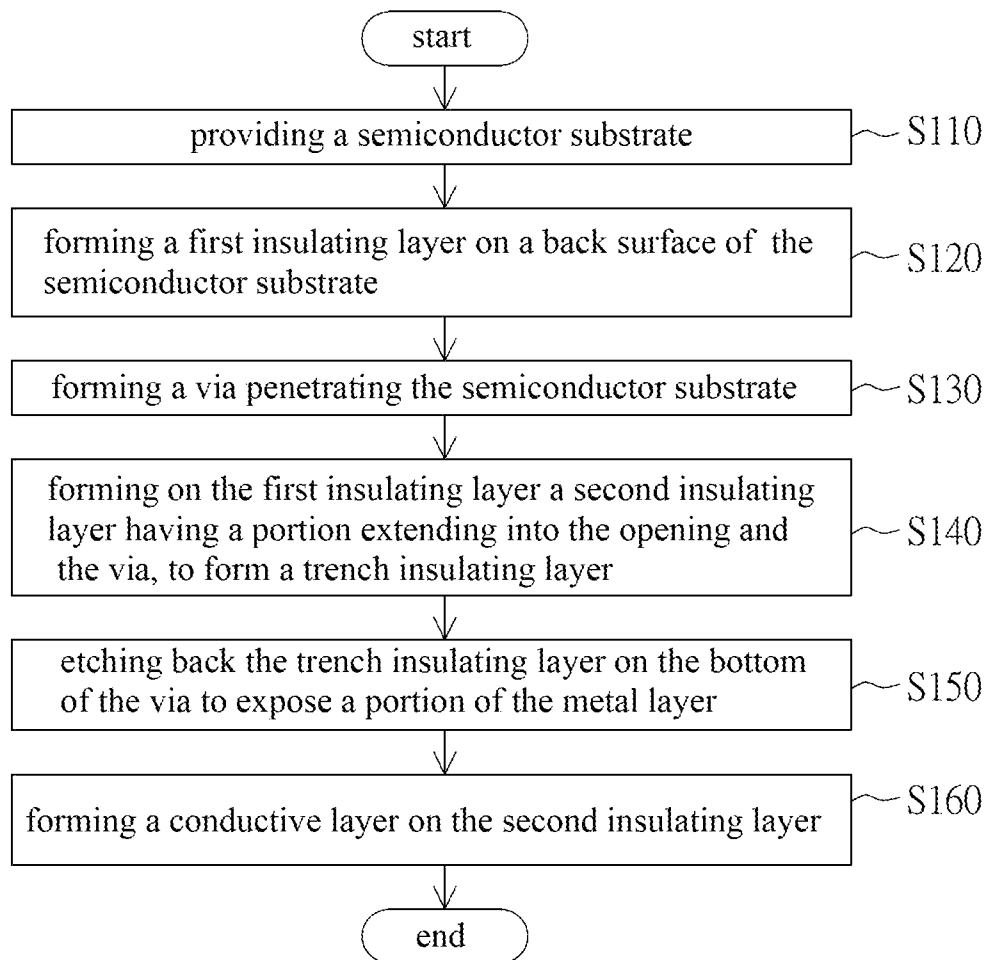 start
providing a semiconductor substrate
S110
forming a first insulating layer on a back surface of the
semiconductor substrate
S120
forming a via penetrating the semiconductor substrate
S130
forming on the first insulating layer a second insulating
layer having a portion extending into the opening and
the via, to form a trench insulating layer
S140
etching back the trench insulating layer on the bottom
of the via to expose a portion of the metal layer
S150
forming a conductive layer on the second insulating layer
S160
end